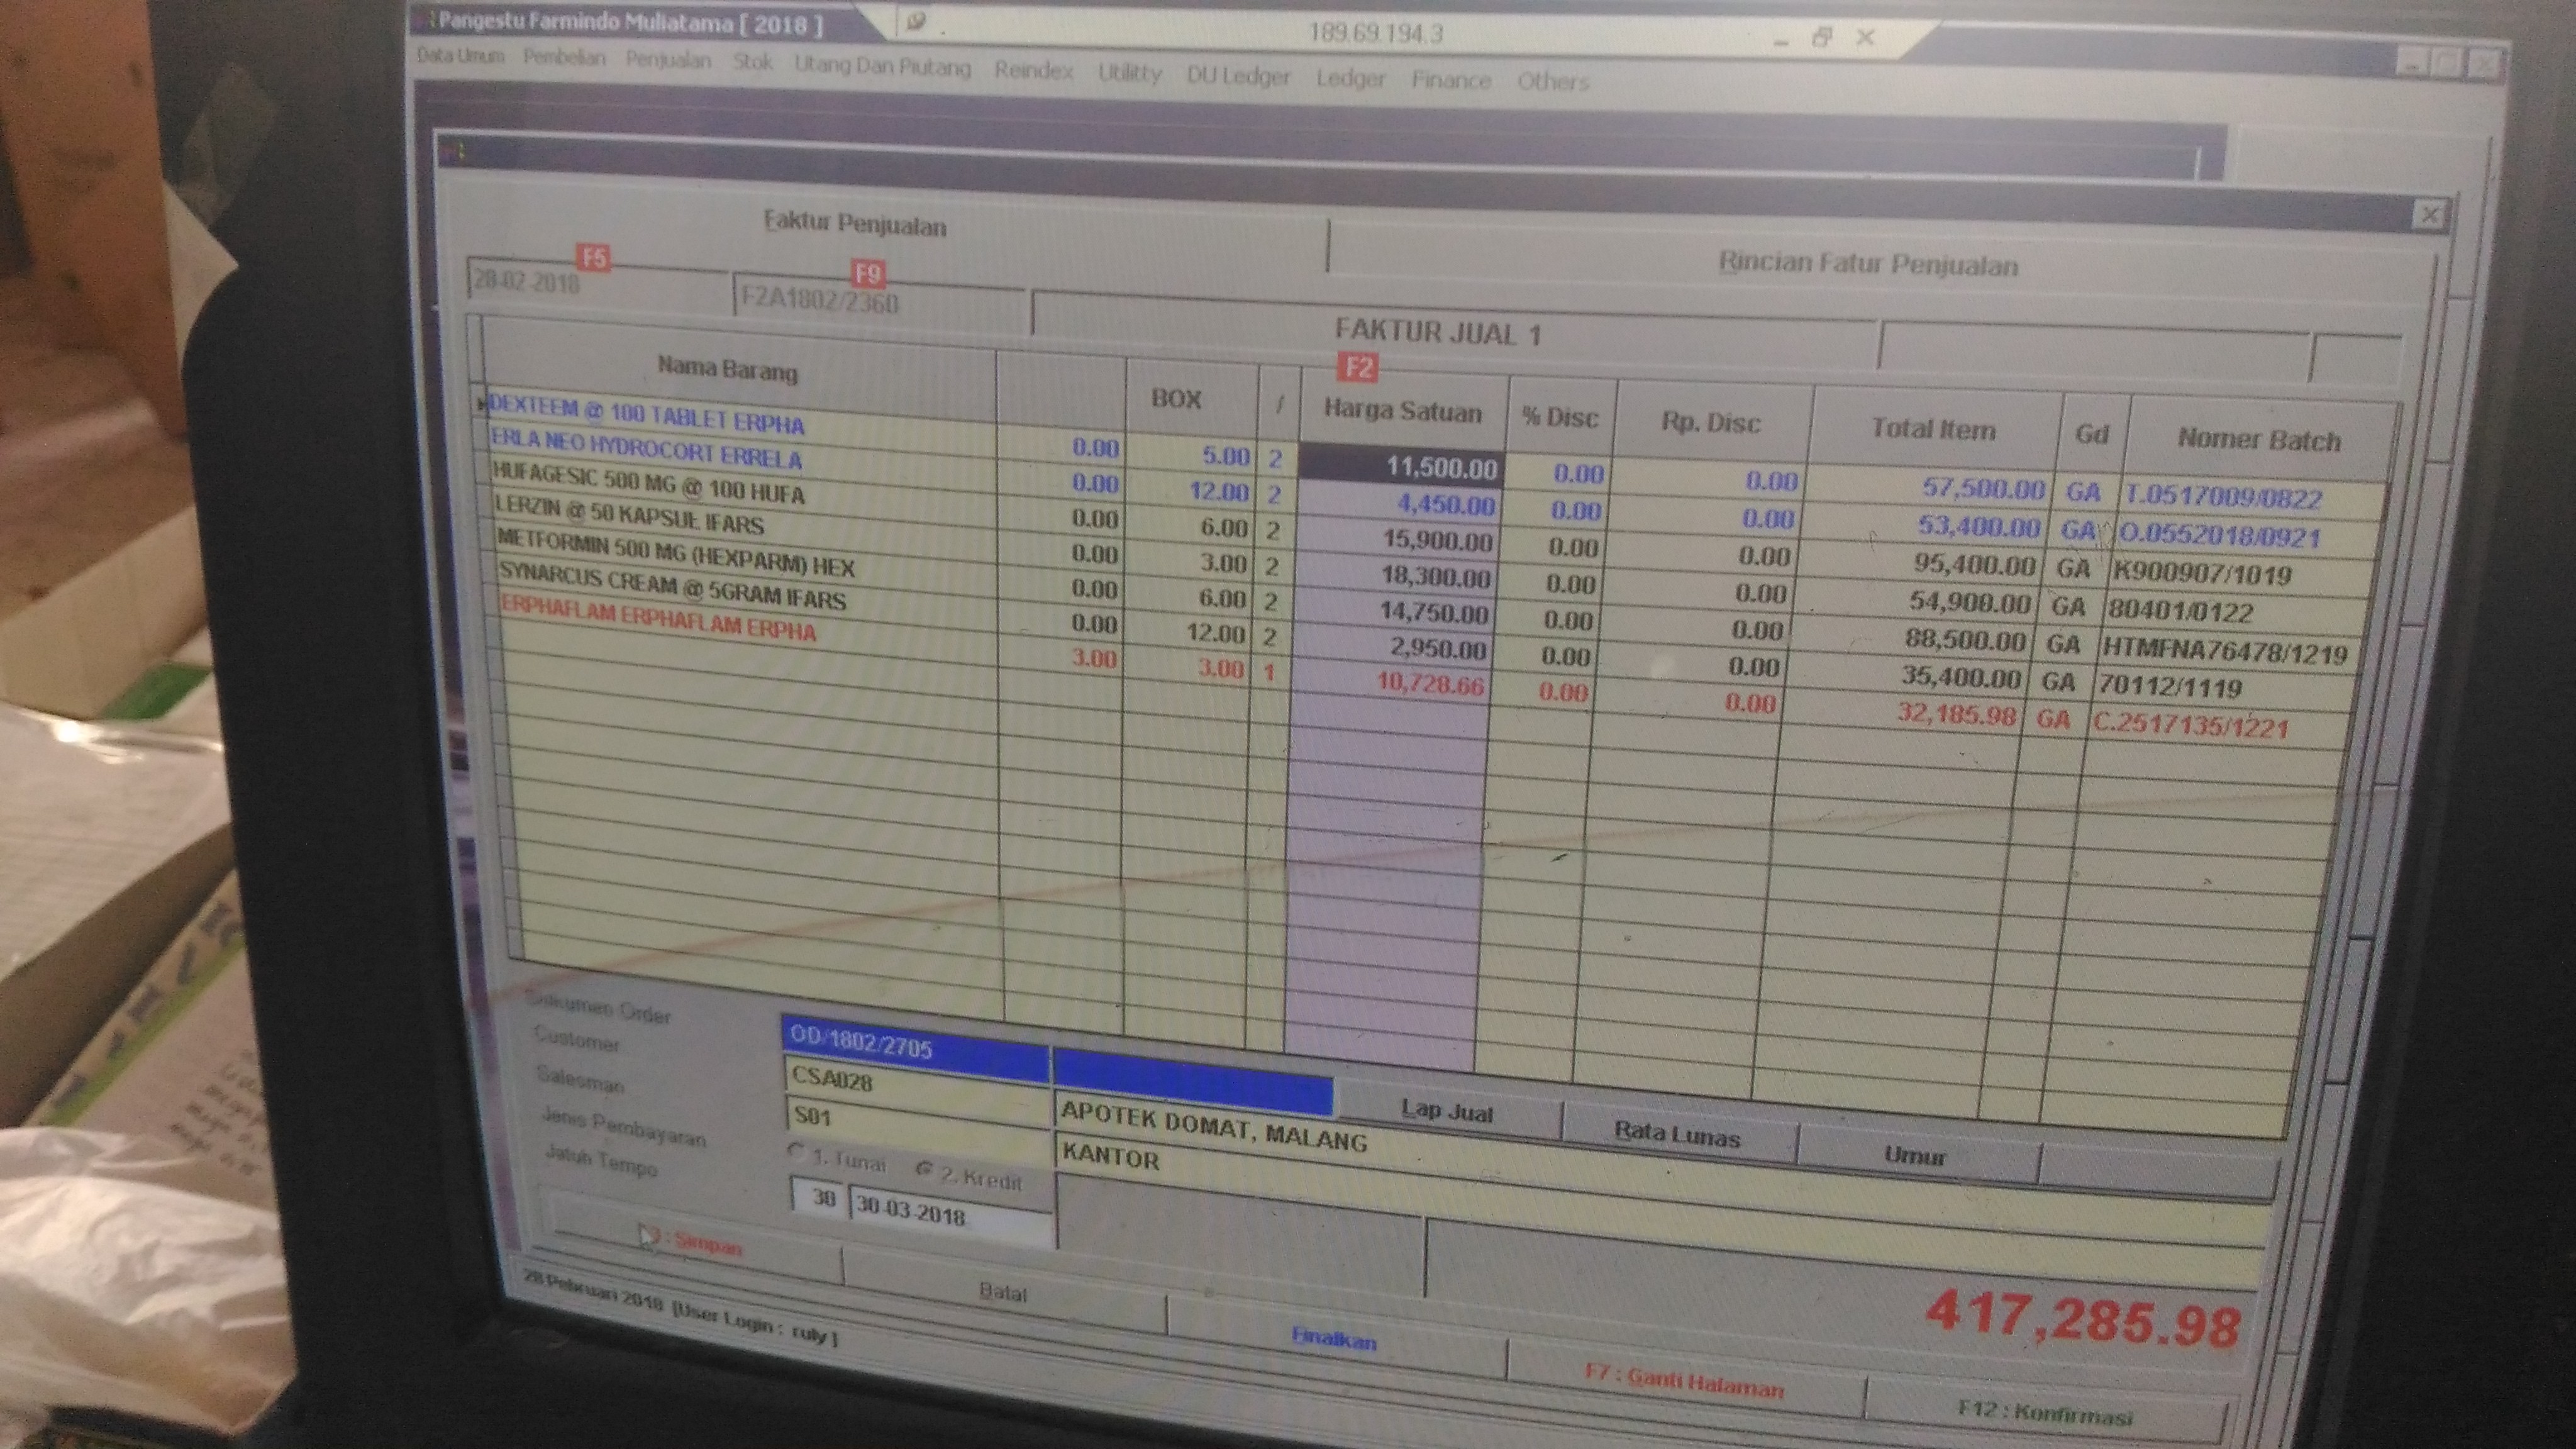 Pangestu Farmindo Muliatama [ 2018 ]
189.69.194.3
Data Umum Pembelian Penjualan Stok Utang Dan Piutang Reindex Utilitty DU Ledger Ledger Finance Others
Faktur Penjualan
Rincian Fatur Penjualan
F5
F9
28-02-2018
F2A1802/2360
FAKTUR JUAL 1
F2
Nama Barang BOX / Harga Satuan % Disc Rp. Disc Total Item Gd Nomer Batch
DEXTEEM @ 100 TABLET ERPHA 0.00 5.00 2 11,500.00 0.00 0.00 57,500.00 GA T.0517009/0822
ERLA NEO HYDROCORT ERRELA 0.00 12.00 2 4,450.00 0.00 0.00 53,400.00 GA O.0552018/0921
HUFAGESIC 500 MG @ 100 HUFA 0.00 6.00 2 15,900.00 0.00 0.00 95,400.00 GA K900907/1019
LERZIN @ 50 KAPSUL IFARS 0.00 3.00 2 18,300.00 0.00 0.00 54,900.00 GA 80401/0122
METFORMIN 500 MG (HEXPARM) HEX 0.00 6.00 2 14,750.00 0.00 0.00 88,500.00 GA HTMFNA76478/1219
SYNARCUS CREAM @ 5GRAM IFARS 0.00 12.00 2 2,950.00 0.00 0.00 35,400.00 GA 70112/1119
ERPHAFLAM ERPHAFLAM ERPHA 3.00 3.00 1 10,728.66 0.00 0.00 32,185.98 GA C.2517135/1221
Dokumen Order OD/1802/2705
Customer CSA028 APOTEK DOMAT, MALANG
Salesman S01 KANTOR
Jenis Pembayaran 1. Tunai 2. Kredit
Jatuh Tempo 30 30-03-2018
Lap Jual Rata Lunas Umur
417,285.98
: Simpan Batal Finalkan F7 : Ganti Halaman F12 : Konfirmasi
28 Pebruari 2018 [User Login : ruly ]